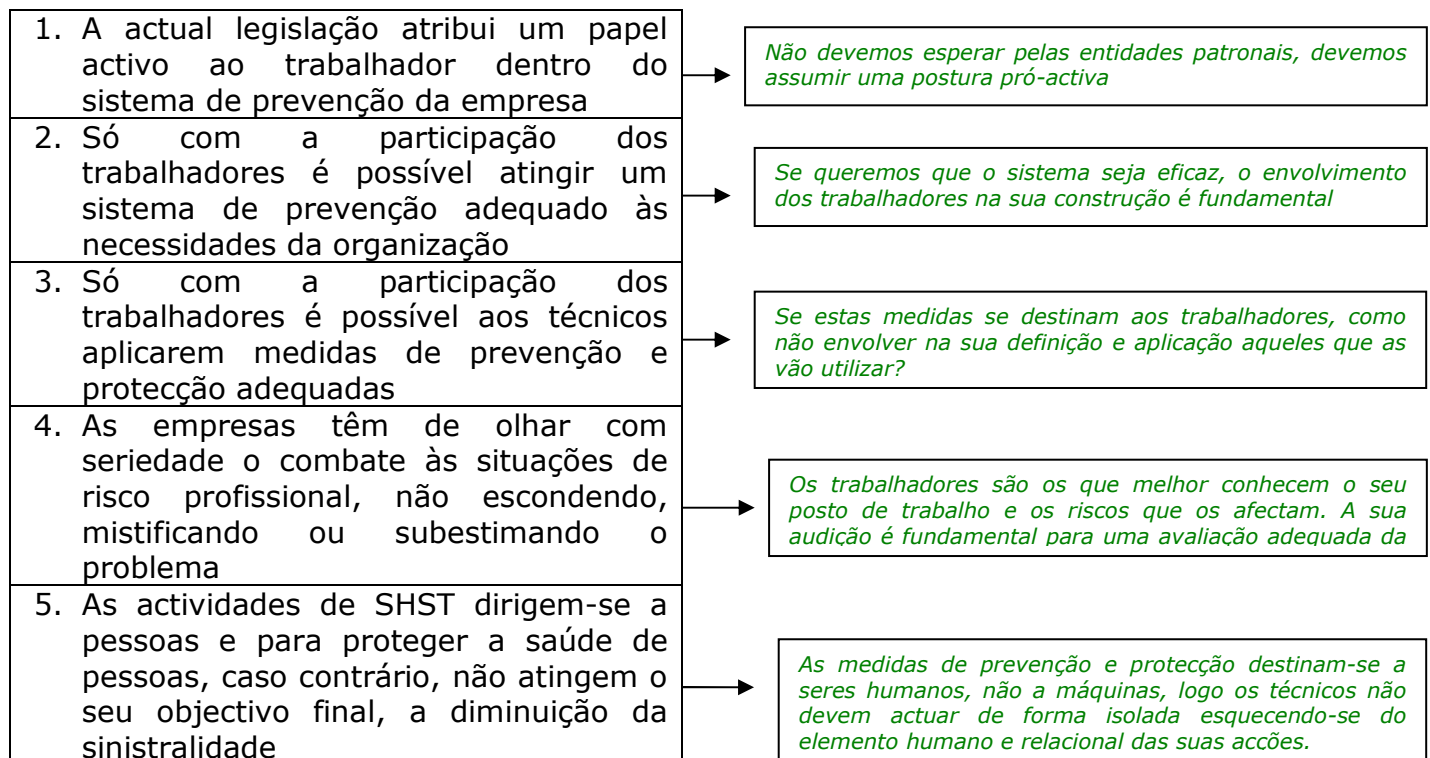 1. A actual legislação atribui um papel
activo ao trabalhador dentro do
sistema de prevenção da empresa
Não devemos esperar pelas entidades patronais, devemos
assumir uma postura pró-activa
2. Só com a participação dos
trabalhadores é possível atingir um
sistema de prevenção adequado às
necessidades da organização
Se queremos que o sistema seja eficaz, o envolvimento
dos trabalhadores na sua construção é fundamental
3. Só com a participação dos
trabalhadores é possível aos técnicos
aplicarem medidas de prevenção e
protecção adequadas
Se estas medidas se destinam aos trabalhadores, como
não envolver na sua definição e aplicação aqueles que as
vão utilizar?
4. As empresas têm de olhar com
seriedade o combate às situações de
risco profissional, não escondendo,
mistificando ou subestimando o
problema
Os trabalhadores são os que melhor conhecem o seu
posto de trabalho e os riscos que os afectam. A sua
audição é fundamental para uma avaliação adequada da
5. As actividades de SHST dirigem-se a
pessoas e para proteger a saúde de
pessoas, caso contrário, não atingem o
seu objectivo final, a diminuição da
sinistralidade
As medidas de prevenção e protecção destinam-se a
seres humanos, não a máquinas, logo os técnicos não
devem actuar de forma isolada esquecendo-se do
elemento humano e relacional das suas acções.